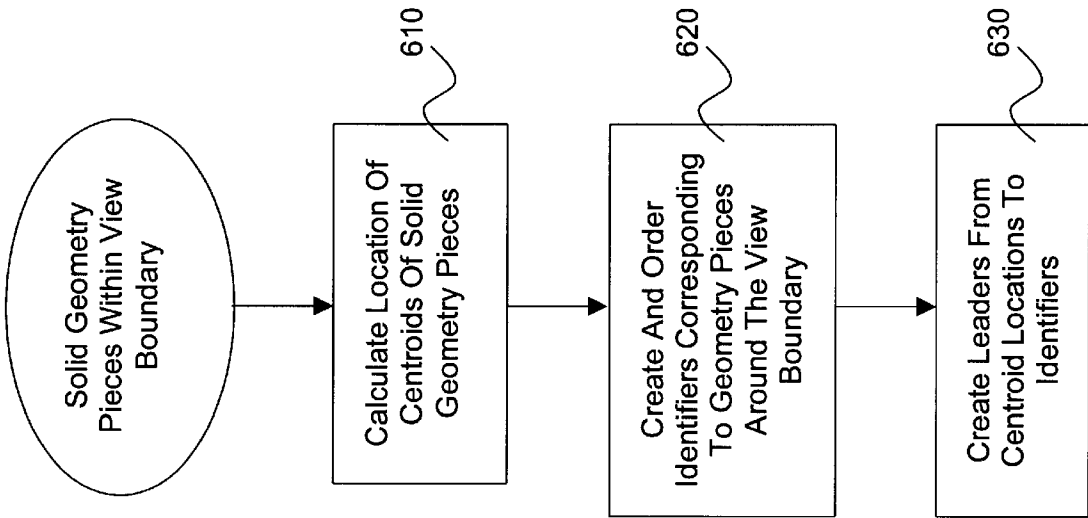 Solid Geometry
Pieces Within View
Boundary
Calculate Location Of
Centroids Of Solid
Geometry Pieces
610
Create And Order
Identifiers Corresponding
To Geometry Pieces
Around The View
Boundary
620
Create Leaders From
Centroid Locations To
Identifiers
630